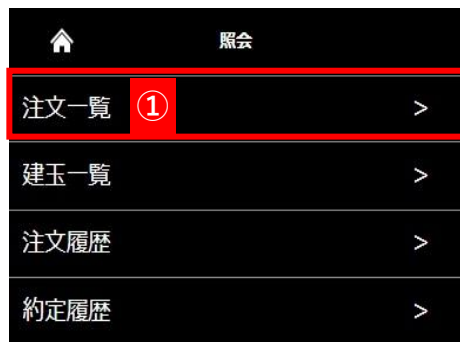 照会
注文一覧 ① >
建玉一覧 >
注文履歴 >
約定履歴 >